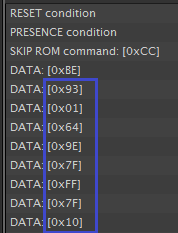 RESET condition
PRESENCE condition
SKIP ROM command: [0xCC]
DATA: [0xBE]
DATA: [0x93]
DATA: [0x01]
DATA: [0x64]
DATA: [0x9E]
DATA: [0x7F]
DATA: [0xFF]
DATA: [0x7F]
DATA: [0x10]